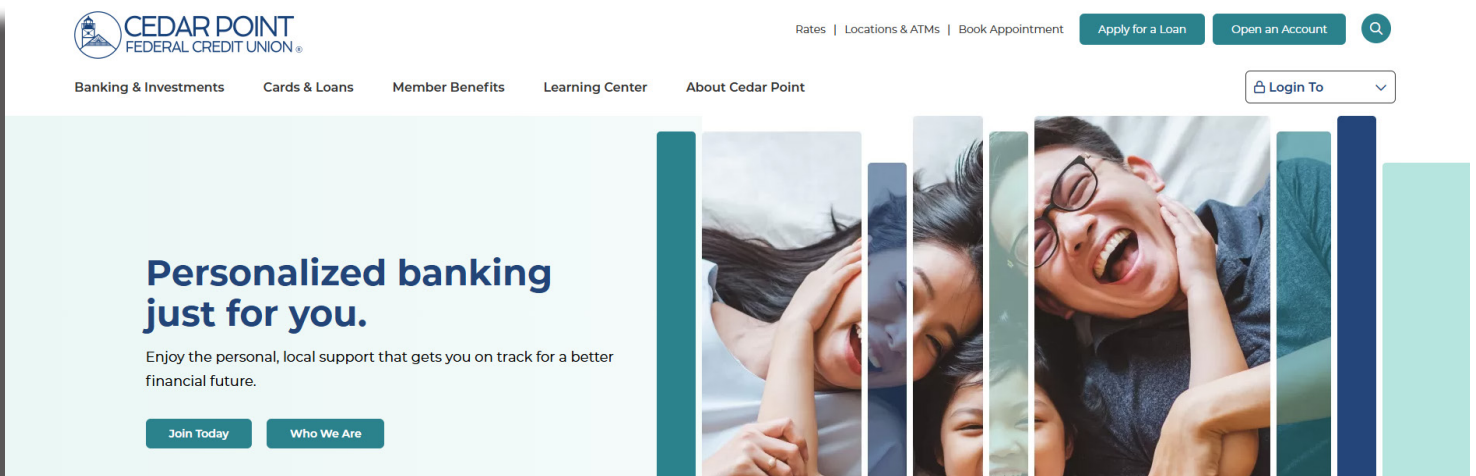 CEDAR POINT
FEDERAL CREDIT UNION ®
Rates | Locations & ATMs | Book Appointment
Apply for a Loan
Open an Account
Banking & Investments
Cards & Loans
Member Benefits
Learning Center
About Cedar Point
Login To
Personalized banking
just for you.
Enjoy the personal, local support that gets you on track for a better
financial future.
Join Today
Who We Are